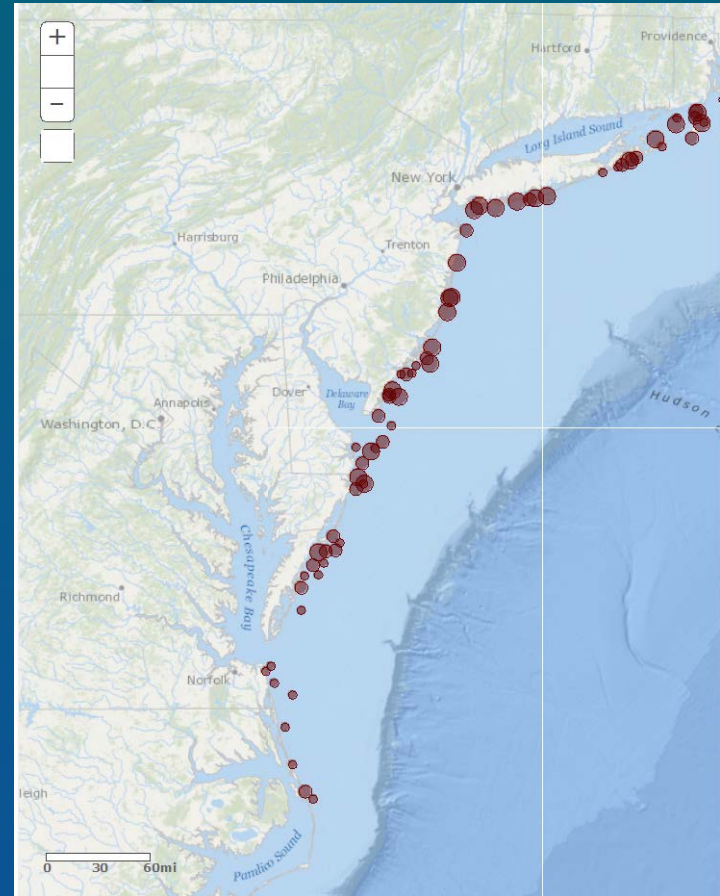 +
−
Providence
Hartford
Long Island Sound
New York
Harrisburg
Trenton
Philadelphia
Dover
Delaware
Bay
Annapolis
Washington, D.C.
Hudson
Chesapeake Bay
Richmond
Norfolk
leigh
Pamlico Sound
0 30 60mi